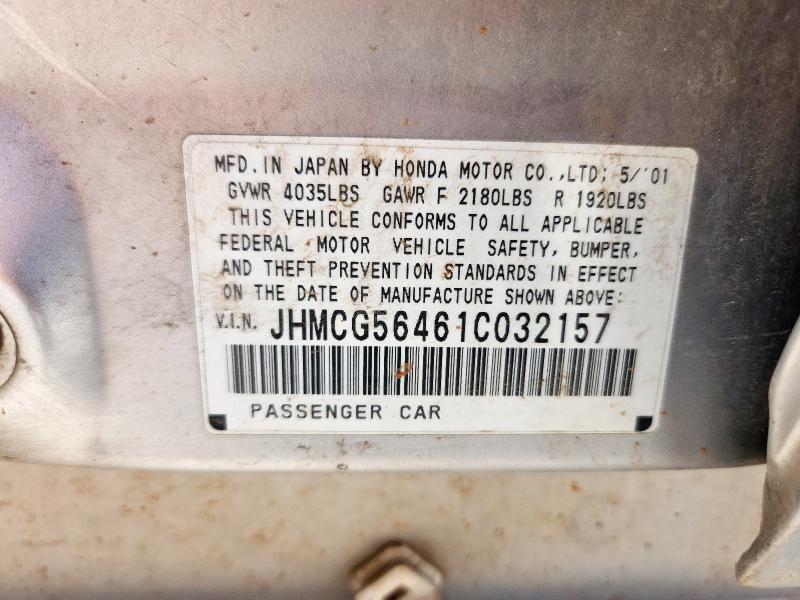 MFD. IN JAPAN BY HONDA MOTOR CO.,LTD; 5/'01
GVWR 4035LBS GAWR F 2180LBS R 1920LBS
THIS VEHICLE CONFORMS TO ALL APPLICABLE
FEDERAL MOTOR VEHICLE SAFETY, BUMPER,
AND THEFT PREVENTION STANDARDS IN EFFECT
ON THE DATE OF MANUFACTURE SHOWN ABOVE:
V.I.N. JHMCG56461C032157
PASSENGER CAR